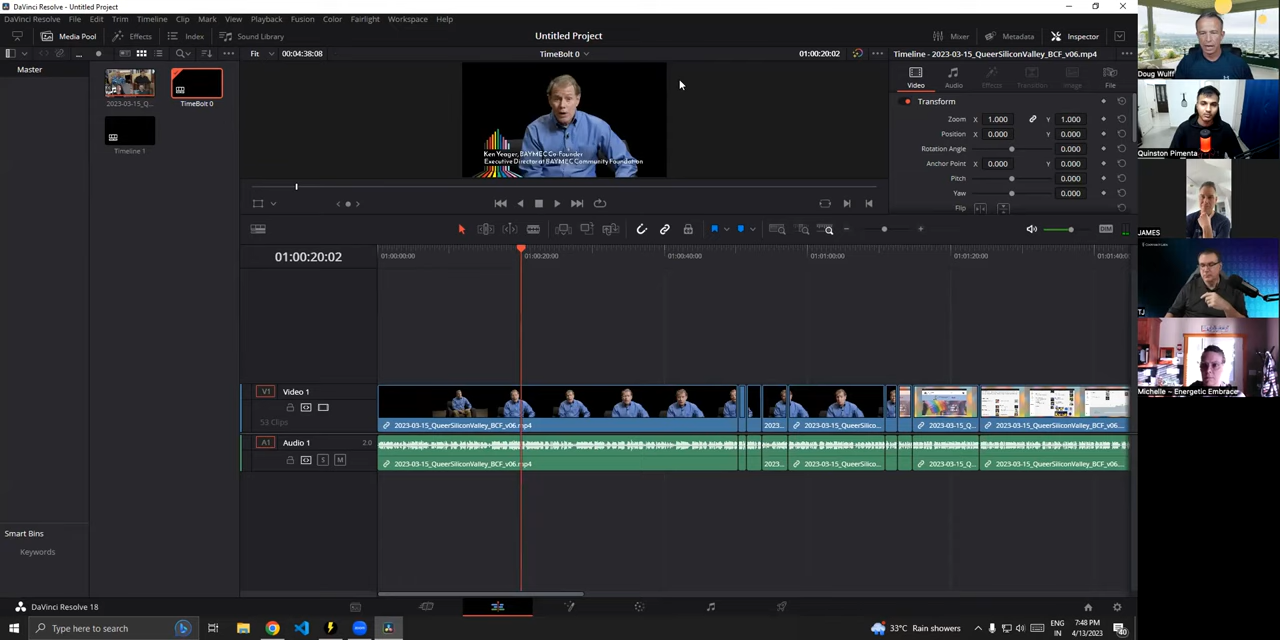 DaVinci Resolve - Untitled Project
DaVinci Resolve File Edit Trim Timeline Clip Mark View Playback Fusion Color Fairlight Workspace Help
Media Pool Effects Index Sound Library Untitled Project Mixer Metadata Inspector
Fit 00:04:38:08 TimeBolt 0 01:00:20:02 Timeline - 2023-03-15_QueerSiliconValley_BCF_v06.mp4
Master
2023-03-15_Q...
TimeBolt 0
Timeline 1
Ken Yeager, BAYMEC Co-Founder
Executive Director at BAYMEC Community Foundation
Video Audio Effects Transition Image File
Transform
Zoom X 1.000 Y 1.000
Position X 0.000 Y 0.000
Rotation Angle 0.000
Anchor Point X 0.000 Y 0.000
Pitch 0.000
Yaw 0.000
Flip
DIM
01:00:20:02
01:00:00:00 01:00:20:00 01:00:40:00 01:01:00:00 01:01:20:00 01:01:40:00
V1 Video 1
53 Clips
2023-03-15_QueerSiliconValley_BCF_v06.mp4 2023... 2023-03-15_QueerSilico... 2023-03-15_Q... 2023-03-15_QueerSiliconValley_BCF_v06...
A1 Audio 1 2.0
S M
2023-03-15_QueerSiliconValley_BCF_v06.mp4 2023... 2023-03-15_QueerSilico... 2023-03-15_Q... 2023-03-15_QueerSiliconValley_BCF_v06...
Smart Bins
Keywords
DaVinci Resolve 18
Type here to search
33°C Rain showers
ENG
IN
7:48 PM
4/13/2023
40
Doug Wulff
Quinston Pimenta
JAMES
TJ
Michelle ~ Energetic Embrace